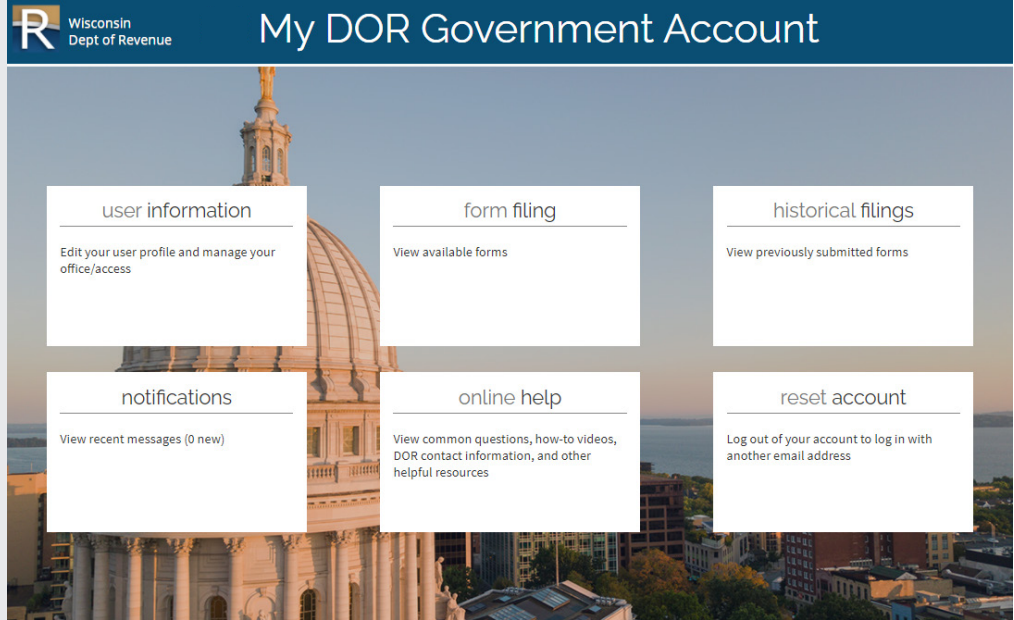 Wisconsin
Dept of Revenue
My DOR Government Account
user information
Edit your user profile and manage your
office/access
form filing
View available forms
historical filings
View previously submitted forms
notifications
View recent messages (0 new)
online help
View common questions, how-to videos,
DOR contact information, and other
helpful resources
reset account
Log out of your account to log in with
another email address